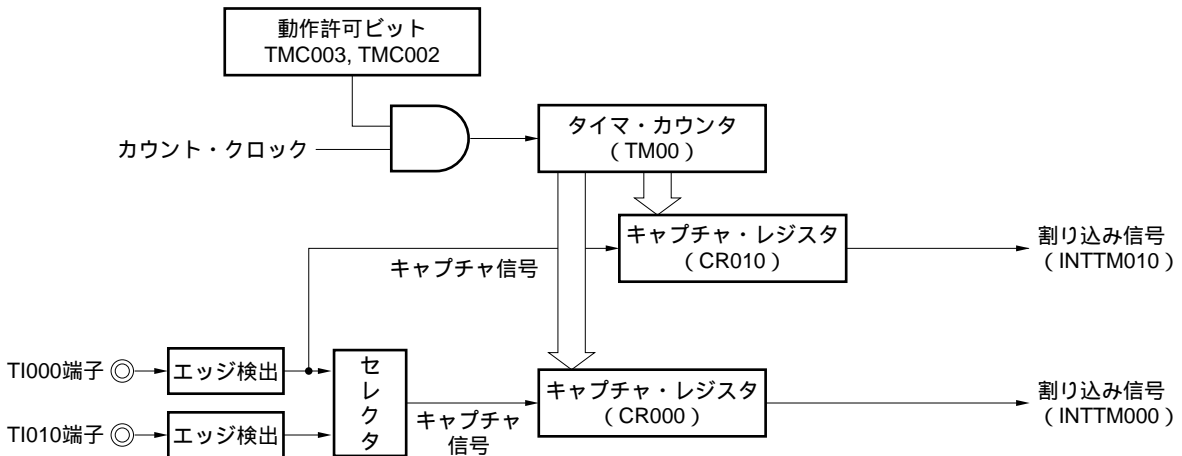 動作許可ビット
TMC003, TMC002
カウント・クロック
タイマ・カウンタ
（TM00）
キャプチャ・レジスタ
（CR010）
割り込み信号
（INTTM010）
キャプチャ信号
TI000端子
エッジ検出
セレクタ
キャプチャ・レジスタ
（CR000）
割り込み信号
（INTTM000）
キャプチャ
信号
TI010端子
エッジ検出